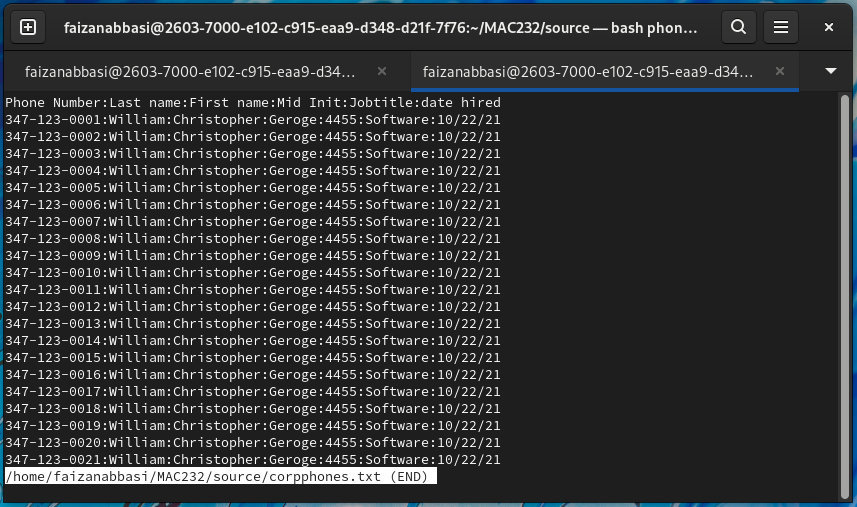 faizanabbasi@2603-7000-e102-c915-eaa9-d348-d21f-7f76:~/MAC232/source — bash phon...
faizanabbasi@2603-7000-e102-c915-eaa9-d34...
faizanabbasi@2603-7000-e102-c915-eaa9-d34...
Phone Number:Last name:First name:Mid Init:Jobtitle:date hired
347-123-0001:William:Christopher:Geroge:4455:Software:10/22/21
347-123-0002:William:Christopher:Geroge:4455:Software:10/22/21
347-123-0003:William:Christopher:Geroge:4455:Software:10/22/21
347-123-0004:William:Christopher:Geroge:4455:Software:10/22/21
347-123-0005:William:Christopher:Geroge:4455:Software:10/22/21
347-123-0006:William:Christopher:Geroge:4455:Software:10/22/21
347-123-0007:William:Christopher:Geroge:4455:Software:10/22/21
347-123-0008:William:Christopher:Geroge:4455:Software:10/22/21
347-123-0009:William:Christopher:Geroge:4455:Software:10/22/21
347-123-0010:William:Christopher:Geroge:4455:Software:10/22/21
347-123-0011:William:Christopher:Geroge:4455:Software:10/22/21
347-123-0012:William:Christopher:Geroge:4455:Software:10/22/21
347-123-0013:William:Christopher:Geroge:4455:Software:10/22/21
347-123-0014:William:Christopher:Geroge:4455:Software:10/22/21
347-123-0015:William:Christopher:Geroge:4455:Software:10/22/21
347-123-0016:William:Christopher:Geroge:4455:Software:10/22/21
347-123-0017:William:Christopher:Geroge:4455:Software:10/22/21
347-123-0018:William:Christopher:Geroge:4455:Software:10/22/21
347-123-0019:William:Christopher:Geroge:4455:Software:10/22/21
347-123-0020:William:Christopher:Geroge:4455:Software:10/22/21
347-123-0021:William:Christopher:Geroge:4455:Software:10/22/21
/home/faizanabbasi/MAC232/source/corpphones.txt (END)